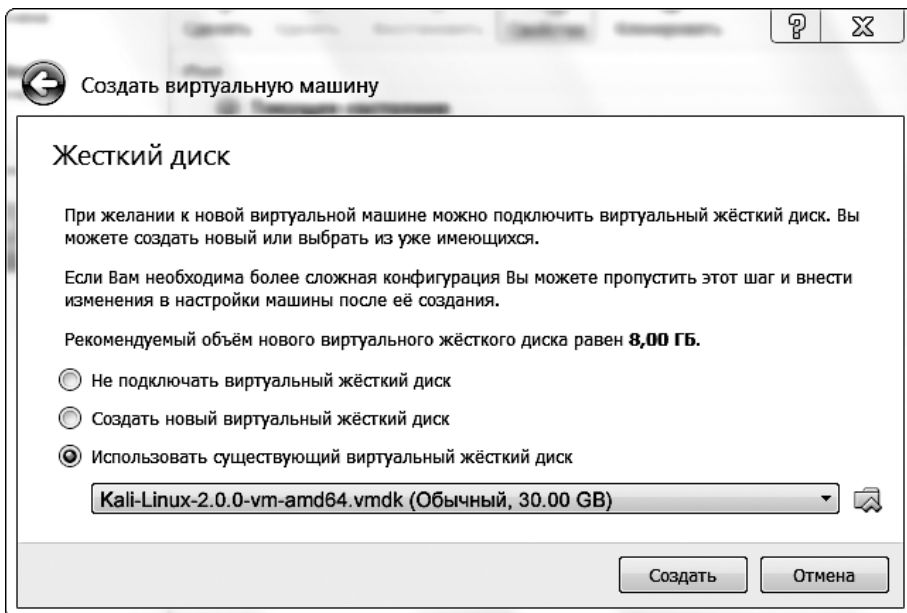 Создать виртуальную машину
Жесткий диск
При желании к новой виртуальной машине можно подключить виртуальный жёсткий диск. Вы
можете создать новый или выбрать из уже имеющихся.
Если Вам необходима более сложная конфигурация Вы можете пропустить этот шаг и внести
изменения в настройки машины после её создания.
Рекомендуемый объём нового виртуального жёсткого диска равен 8,00 ГБ.
Не подключать виртуальный жёсткий диск
Создать новый виртуальный жёсткий диск
Использовать существующий виртуальный жёсткий диск
Kali-Linux-2.0.0-vm-amd64.vmdk (Обычный, 30.00 GB)
Создать
Отмена